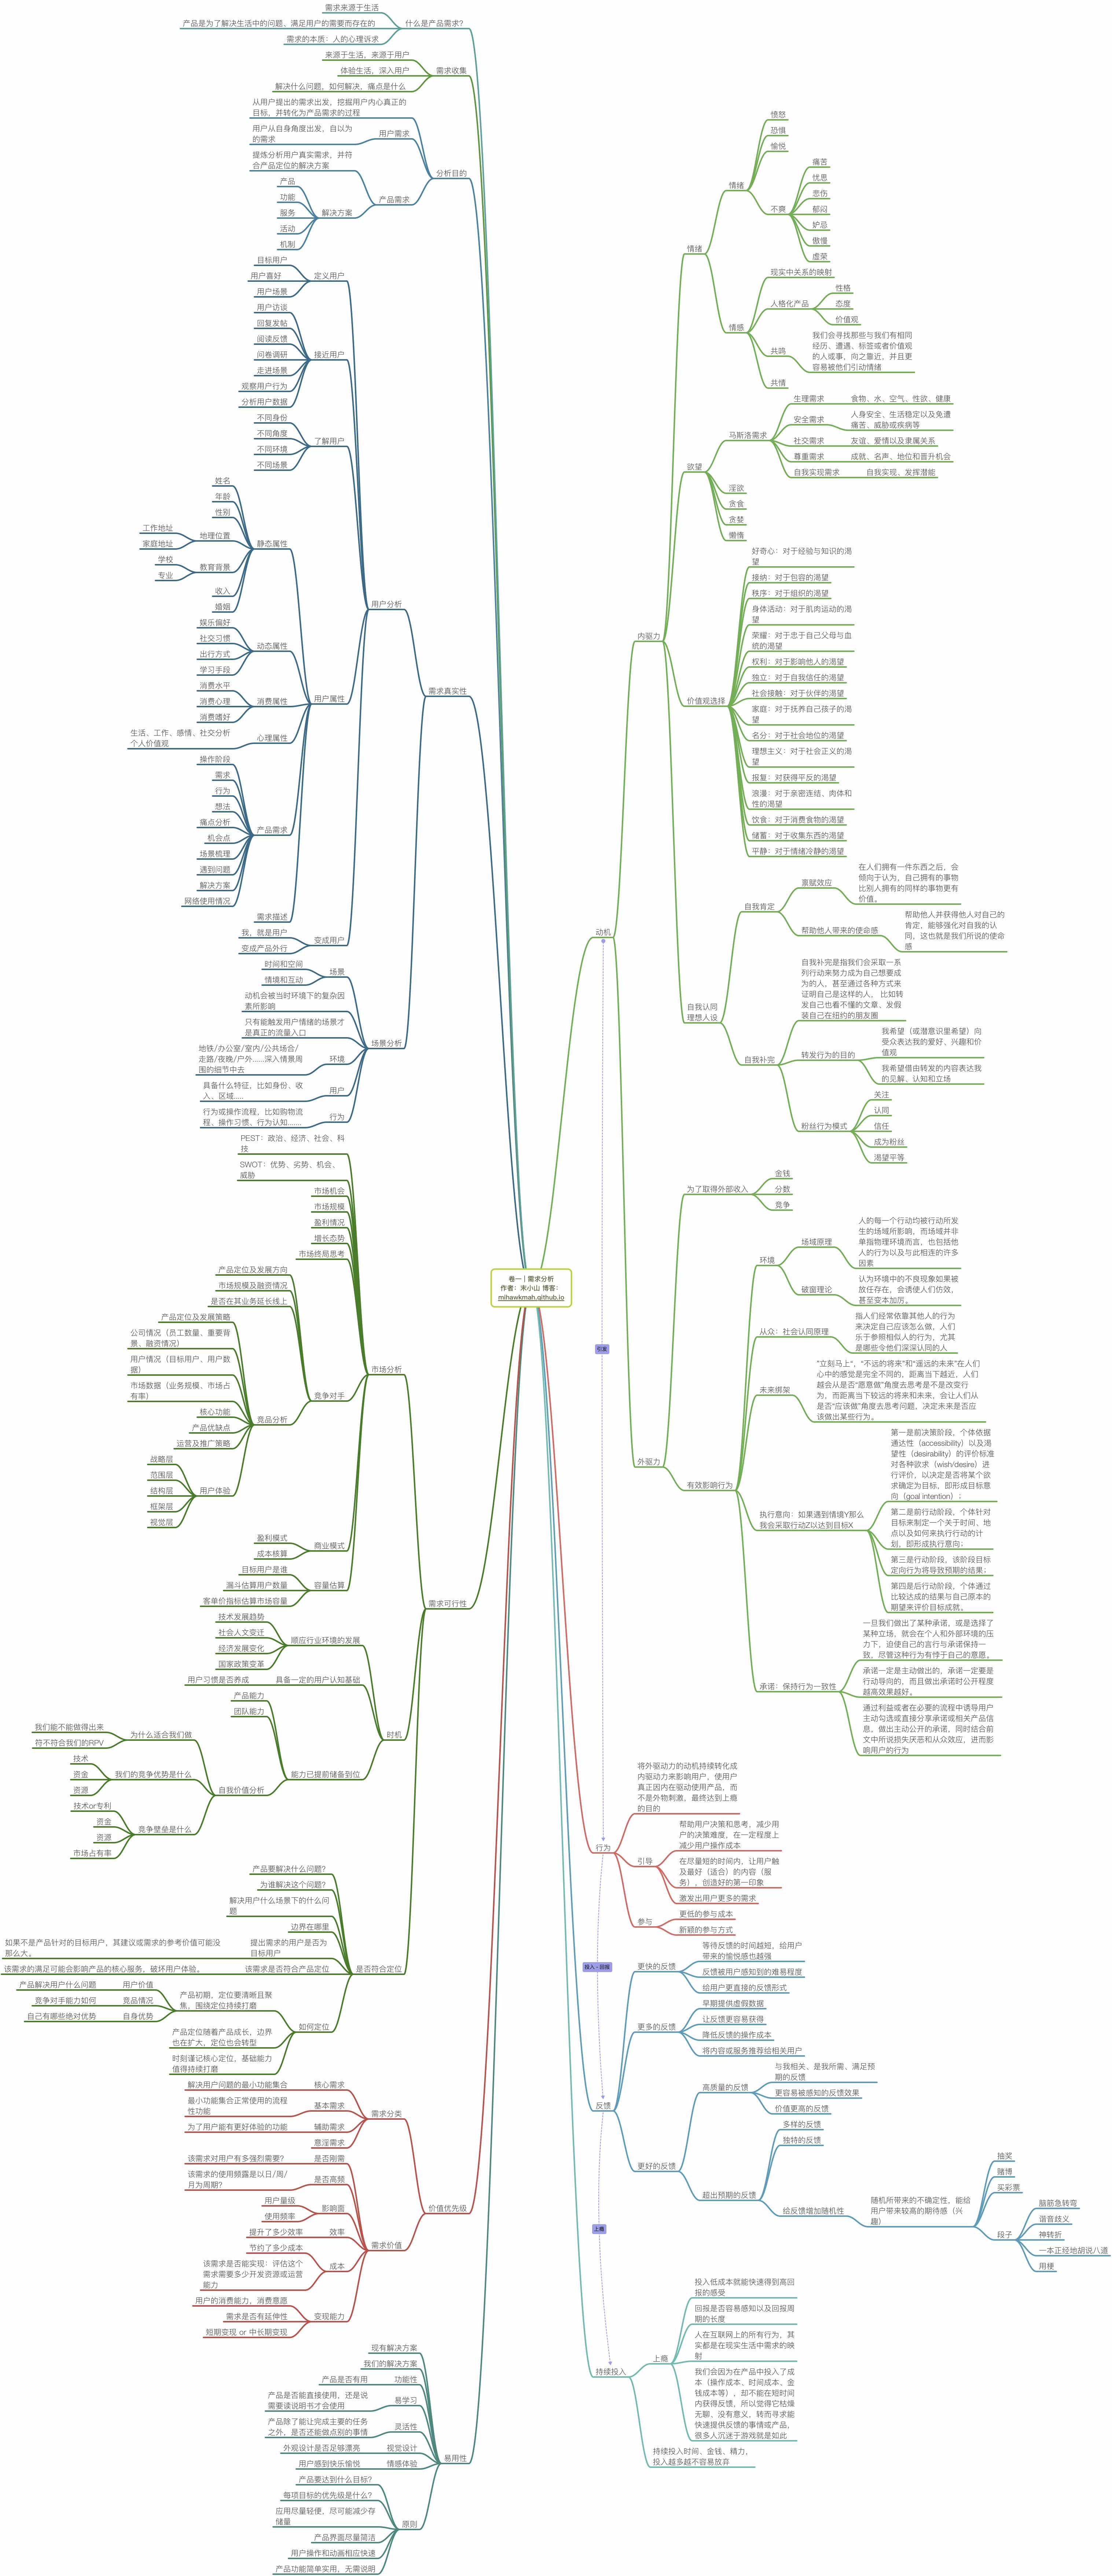 卷一 | 需求分析
作者：宋小山 博客：
mihawkmah.github.io
需求来源于生活
产品是为了解决生活中的问题、满足用户的需要而存在的
需求的本质：人的心理诉求
什么是产品需求?
来源于生活，来源于用户
体验生活，深入用户
解决什么问题，如何解决，痛点是什么
需求收集
从用户提出的需求出发，挖掘用户内心真正的
目标，并转化为产品需求的过程
用户从自身角度出发，自以为
的需求
用户需求
提炼分析用户真实需求，并符
合产品定位的解决方案
产品
功能
服务
活动
机制
解决方案
产品需求
分析目的
目标用户
用户喜好
用户场景
定义用户
用户访谈
回复发帖
阅读反馈
问卷调研
走进场景
观察用户行为
分析用户数据
接近用户
不同身份
不同角度
不同环境
不同场景
了解用户
姓名
年龄
性别
工作地址
家庭地址
地理位置
学校
专业
教育背景
收入
婚姻
静态属性
娱乐偏好
社交习惯
出行方式
学习手段
动态属性
消费水平
消费心理
消费嗜好
消费属性
生活、工作、感情、社交分析
个人价值观
心理属性
操作阶段
需求
行为
想法
痛点分析
机会点
场景梳理
遇到问题
解决方案
网络使用情况
产品需求
需求描述
用户属性
我，就是用户
变成产品外行
变成用户
用户分析
时间和空间
情境和互动
场景
动机会被当时环境下的复杂因
素所影响
只有能触发用户情绪的场景才
是真正的流量入口
地铁/办公室/室内/公共场合/
走路/夜晚/户外......深入情景周
围的细节中去
环境
具备什么特征，比如身份、收
入、区域.....
用户
行为或操作流程，比如购物流
程、操作习惯，行为认知.......
行为
场景分析
需求真实性
PEST：政治、经济、社会、科
技
SWOT：优势、劣势、机会、
威胁
市场机会
市场规模
盈利情况
增长态势
市场终局思考
产品定位及发展方向
市场规模及融资情况
是否在其业务延长线上
产品定位及发展策略
公司情况（员工数量、重要背
景、融资情况）
用户情况（目标用户、用户数
据）
市场数据（业务规模、市场占
有率）
核心功能
产品优缺点
运营及推广策略
战略层
范围层
结构层
框架层
视觉层
用户体验
竞品分析
竞争对手
盈利模式
成本核算
商业模式
目标用户是谁
漏斗估算用户数量
客单价指标估算市场容量
容量估算
市场分析
技术发展趋势
社会人文变迁
经济发展变化
国家政策变革
顺应行业环境的发展
用户习惯是否养成
具备一定的用户认知基础
产品能力
团队能力
我们能不能做得出来
符不符合我们的RPV
为什么适合我们做
技术
资金
资源
我们的竞争优势是什么
技术or专利
资金
资源
市场占有率
竞争壁垒是什么
自我价值分析
能力已提前储备到位
时机
产品要解决什么问题?
为谁解决这个问题?
解决用户什么场景下的什么问
题
边界在哪里
如果不是产品针对的目标用户，其建议或需求的参考价值可能没
那么大。
提出需求的用户是否为
目标用户
该需求的满足可能会影响产品的核心服务，破坏用户体验。
该需求是否符合产品定位
产品解决用户什么问题
用户价值
竞争对手能力如何
竞品情况
自己有哪些绝对优势
自身优势
产品初期，定位要清晰且聚
焦，围绕定位持续打磨
产品定位随着产品成长，边界
也在扩大，定位也会转型
时刻谨记核心定位，基础能力
值得持续打磨
如何定位
是否符合定位
需求可行性
解决用户问题的最小功能集合
核心需求
最小功能集合正常使用的流程
性功能
基本需求
为了用户能有更好体验的功能
辅助需求
意淫需求
需求分类
该需求对用户有多强烈需要?
是否刚需
该需求的使用频露是以日/周/
月为周期?
是否高频
用户量级
使用频率
影响面
提升了多少效率
效率
节约了多少成本
该需求是否能实现：评估这个
需求需要多少开发资源或运营
能力
成本
用户的消费能力，消费意愿
需求是否有延伸性
短期变现 or 中长期变现
变现能力
需求价值
价值优先级
现有解决方案
我们的解决方案
产品是否有用
功能性
产品是否能直接使用，还是说
需要读说明书才会使用
易学习
产品除了能让完成主要的任务
之外，是否还能做点别的事情
灵活性
外观设计是否足够漂亮
视觉设计
用户感到快乐愉悦
情感体验
产品要达到什么目标?
每项目标的优先级是什么?
应用尽量轻便，尽可能减少存
储量
产品界面尽量简洁
用户操作和动画相应快速
产品功能简单实用，无需说明
原则
易用性
动机
内驱力
情绪
情绪
愤怒
恐惧
愉悦
不爽
痛苦
忧思
悲伤
郁闷
妒忌
傲慢
虚荣
情感
现实中关系的映射
人格化产品
性格
态度
价值观
共鸣
我们会寻找那些与我们有相同
经历、遭遇、标签或者价值观
的人或事，向之靠近，并且更
容易被他们引动情绪
共情
欲望
马斯洛需求
生理需求
食物、水、空气、性欲、健康
安全需求
人身安全、生活稳定以及免遭
痛苦、威胁或疾病等
社交需求
友谊、爱情以及隶属关系
尊重需求
成就、名声、地位和晋升机会
自我实现需求
自我实现，发挥潜能
淫欲
贪食
贪婪
懒惰
价值观选择
好奇心：对于经验与知识的渴
望
接纳：对于包容的渴望
秩序：对于组织的渴望
身体活动：对于肌肉运动的渴
望
荣耀：对于忠于自己父母与血
统的渴望
权利：对于影响他人的渴望
独立：对于自我信任的渴望
社会接触：对于伙伴的渴望
家庭：对于抚养自己孩子的渴
望
名分：对于社会地位的渴望
理想主义：对于社会正义的渴
望
报复：对获得平反的渴望
浪漫：对于亲密连结、肉体和
性的渴望
饮食：对于消费食物的渴望
储蓄：对于收集东西的渴望
平静：对于情绪冷静的渴望
自我认同
理想人设
自我肯定
禀赋效应
在人们拥有一件东西之后，会
倾向于认为，自己拥有的事物
比别人拥有的同样的事物更有
价值。
帮助他人带来的使命感
帮助他人并获得他人对自己的
肯定，能够强化对自我的认
同，这也就是我们所说的使命
感
自我补完
自我补完是指我们会采取一系
列行动来努力成为自己想要成
为的人，甚至通过各种方式来
证明自己是这样的人， 比如转
发自己也看不懂的文章、发假
装自己在纽约的朋友圈
转发行为的目的
我希望（或潜意识里希望）向
受众表达我的爱好、兴趣和价
值观
我希望借由转发的内容表达我
的见解、认知和立场
粉丝行为模式
关注
认同
信任
成为粉丝
渴望平等
外驱力
为了取得外部收入
金钱
分数
竞争
有效影响行为
环境
场域原理
人的每一个行动均被行动所发
生的场域所影响，而场域并非
单指物理环境而言，也包括他
人的行为以及与此相连的许多
因素
破窗理论
认为环境中的不良现象如果被
放任存在，会诱使人们仿效，
甚至变本加厉。
从众：社会认同原理
指人们经常依靠其他人的行为
来决定自己应该怎么做，人们
乐于参照相似人的行为，尤其
是哪些令他们深深认同的人
未来绑架
"立刻马上"，"不远的将来"和"遥远的未来"在人们
心中的感觉是完全不同的，距离当下越近，人们
越会从是否"愿意做"角度去思考是不是改变行
为，而距离当下较远的将来和未来，会让人们从
是否"应该做"角度去思考问题，决定未来是否应
该做出某些行为。
执行意向：如果遇到情境Y那么
我会采取行动Z以达到目标X
第一是前决策阶段，个体依据
通达性（accessibility）以及渴
望性（desirability）的评价标准
对各种欲求（wish/desire）进
行评价，以决定是否将某个欲
求确定为目标，即形成目标意
向（goal intention）；
第二是前行动阶段，个体针对
目标来制定一个关于时间、地
点以及如何来执行行动的计
划，即形成执行意向；
第三是行动阶段，该阶段目标
定向行为将导致预期的结果；
第四是后行动阶段，个体通过
比较达成的结果与自己原本的
期望来评价目标成就。
承诺：保持行为一致性
一旦我们做出了某种承诺，或是选择了
某种立场，就会在个人和外部环境的压
力下，迫使自己的言行与承诺保持一
致，尽管这种行为有悖于自己的意愿。
承诺一定是主动做出的，承诺一定要是
行动导向的，而且做出承诺时公开程度
越高效果越好。
通过利益或者在必要的流程中诱导用户
主动勾选或直接分享承诺或相关产品信
息，做出主动公开的承诺，同时结合前
文中所说损失厌恶和从众效应，进而影
响用户的行为
引发
行为
将外驱动力的动机持续转化成
内驱动力来影响用户，使用户
真正因内在驱动使用产品，而
不是外物刺激，最终达到上瘾
的目的
引导
帮助用户决策和思考，减少用
户的决策难度，在一定程度上
减少用户操作成本
在尽量短的时间内，让用户触
及最好（适合）的内容（服
务），创造好的第一印象
激发出用户更多的需求
参与
更低的参与成本
新颖的参与方式
投入－回报
反馈
更快的反馈
等待反馈的时间越短，给用户
带来的愉悦感也越强
反馈被用户感知到的难易程度
给用户更直接的反馈形式
更多的反馈
早期提供虚假数据
让反馈更容易获得
降低反馈的操作成本
将内容或服务推荐给相关用户
更好的反馈
高质量的反馈
与我相关、是我所需、满足预
期的反馈
更容易被感知的反馈效果
价值更高的反馈
超出预期的反馈
多样的反馈
独特的反馈
给反馈增加随机性
随机所带来的不确定性，能给
用户带来较高的期待感（兴
趣）
抽奖
赌博
买彩票
段子
脑筋急转弯
谐音歧义
神转折
一本正经地胡说八道
用梗
上瘾
持续投入
上瘾
投入低成本就能快速得到高回
报的感受
回报是否容易感知以及回报周
期的长度
人在互联网上的所有行为，其
实都是在现实生活中需求的映
射
我们会因为在产品中投入了成
本（操作成本、时间成本、金
钱成本等），却不能在短时间
内获得反馈，所以觉得它枯燥
无聊、没有意义，转而寻求能
快速提供反馈的事情或产品，
很多人沉迷于游戏就是如此
持续投入时间、金钱、精力，
投入越多越不容易放弃